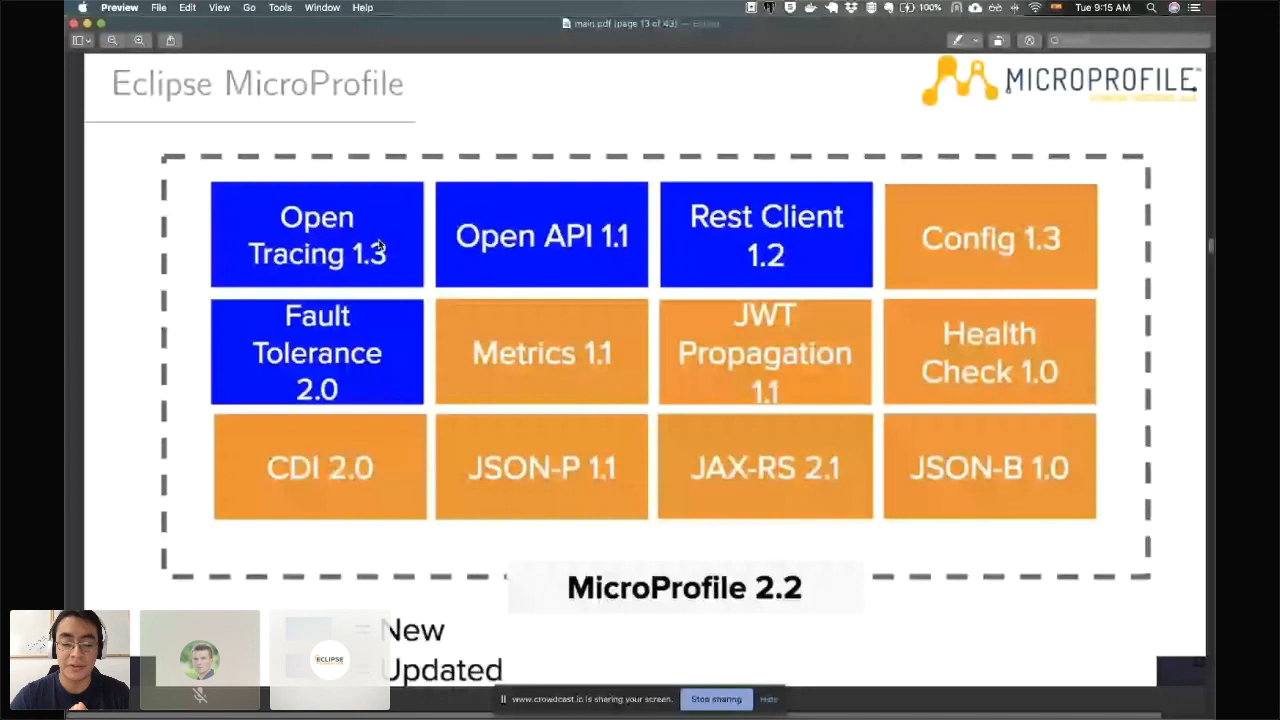 Preview File Edit View Go Tools Window Help
100% Tue 9:15 AM
main.pdf (page 13 of 43) — Edited
Eclipse MicroProfile
MICROPROFILE
Open
Tracing 1.3
Open API 1.1
Rest Client
1.2
Config 1.3
Fault
Tolerance
2.0
Metrics 1.1
JWT
Propagation
1.1
Health
Check 1.0
CDI 2.0
JSON-P 1.1
JAX-RS 2.1
JSON-B 1.0
MicroProfile 2.2
= New
= Updated
ECLIPSE
www.crowdcast.io is sharing your screen.
Stop sharing
Hide